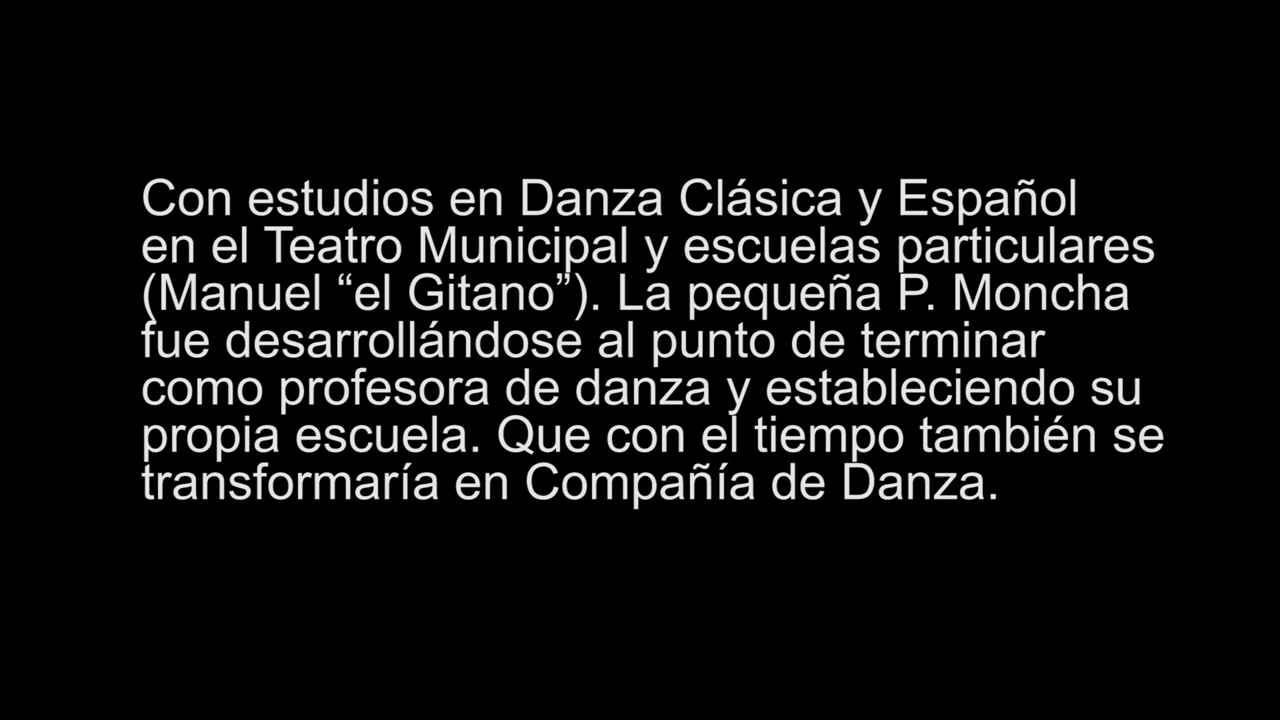 Con estudios en Danza Clásica y Español
en el Teatro Municipal y escuelas particulares
(Manuel “el Gitano”). La pequeña P. Moncha
fue desarrollándose al punto de terminar
como profesora de danza y estableciendo su
propia escuela. Que con el tiempo también se
transformaría en Compañía de Danza.